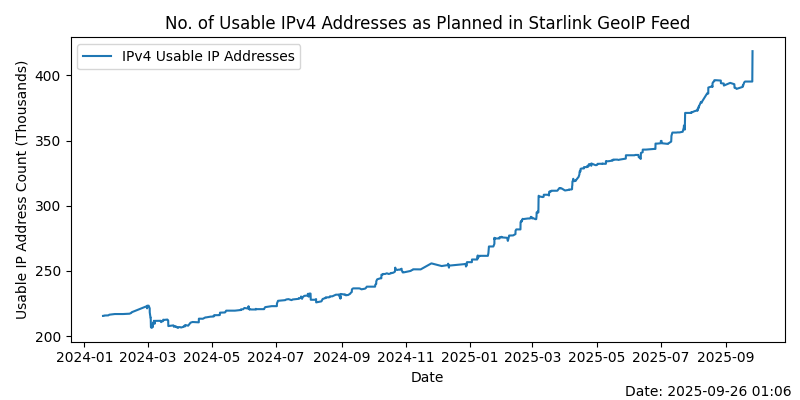 No. of Usable IPv4 Addresses as Planned in Starlink GeoIP Feed
IPv4 Usable IP Addresses
Usable IP Address Count (Thousands)
400
350
300
250
200
2024-01 2024-03 2024-05 2024-07 2024-09 2024-11 2025-01 2025-03 2025-05 2025-07 2025-09
Date
Date: 2025-09-26 01:06